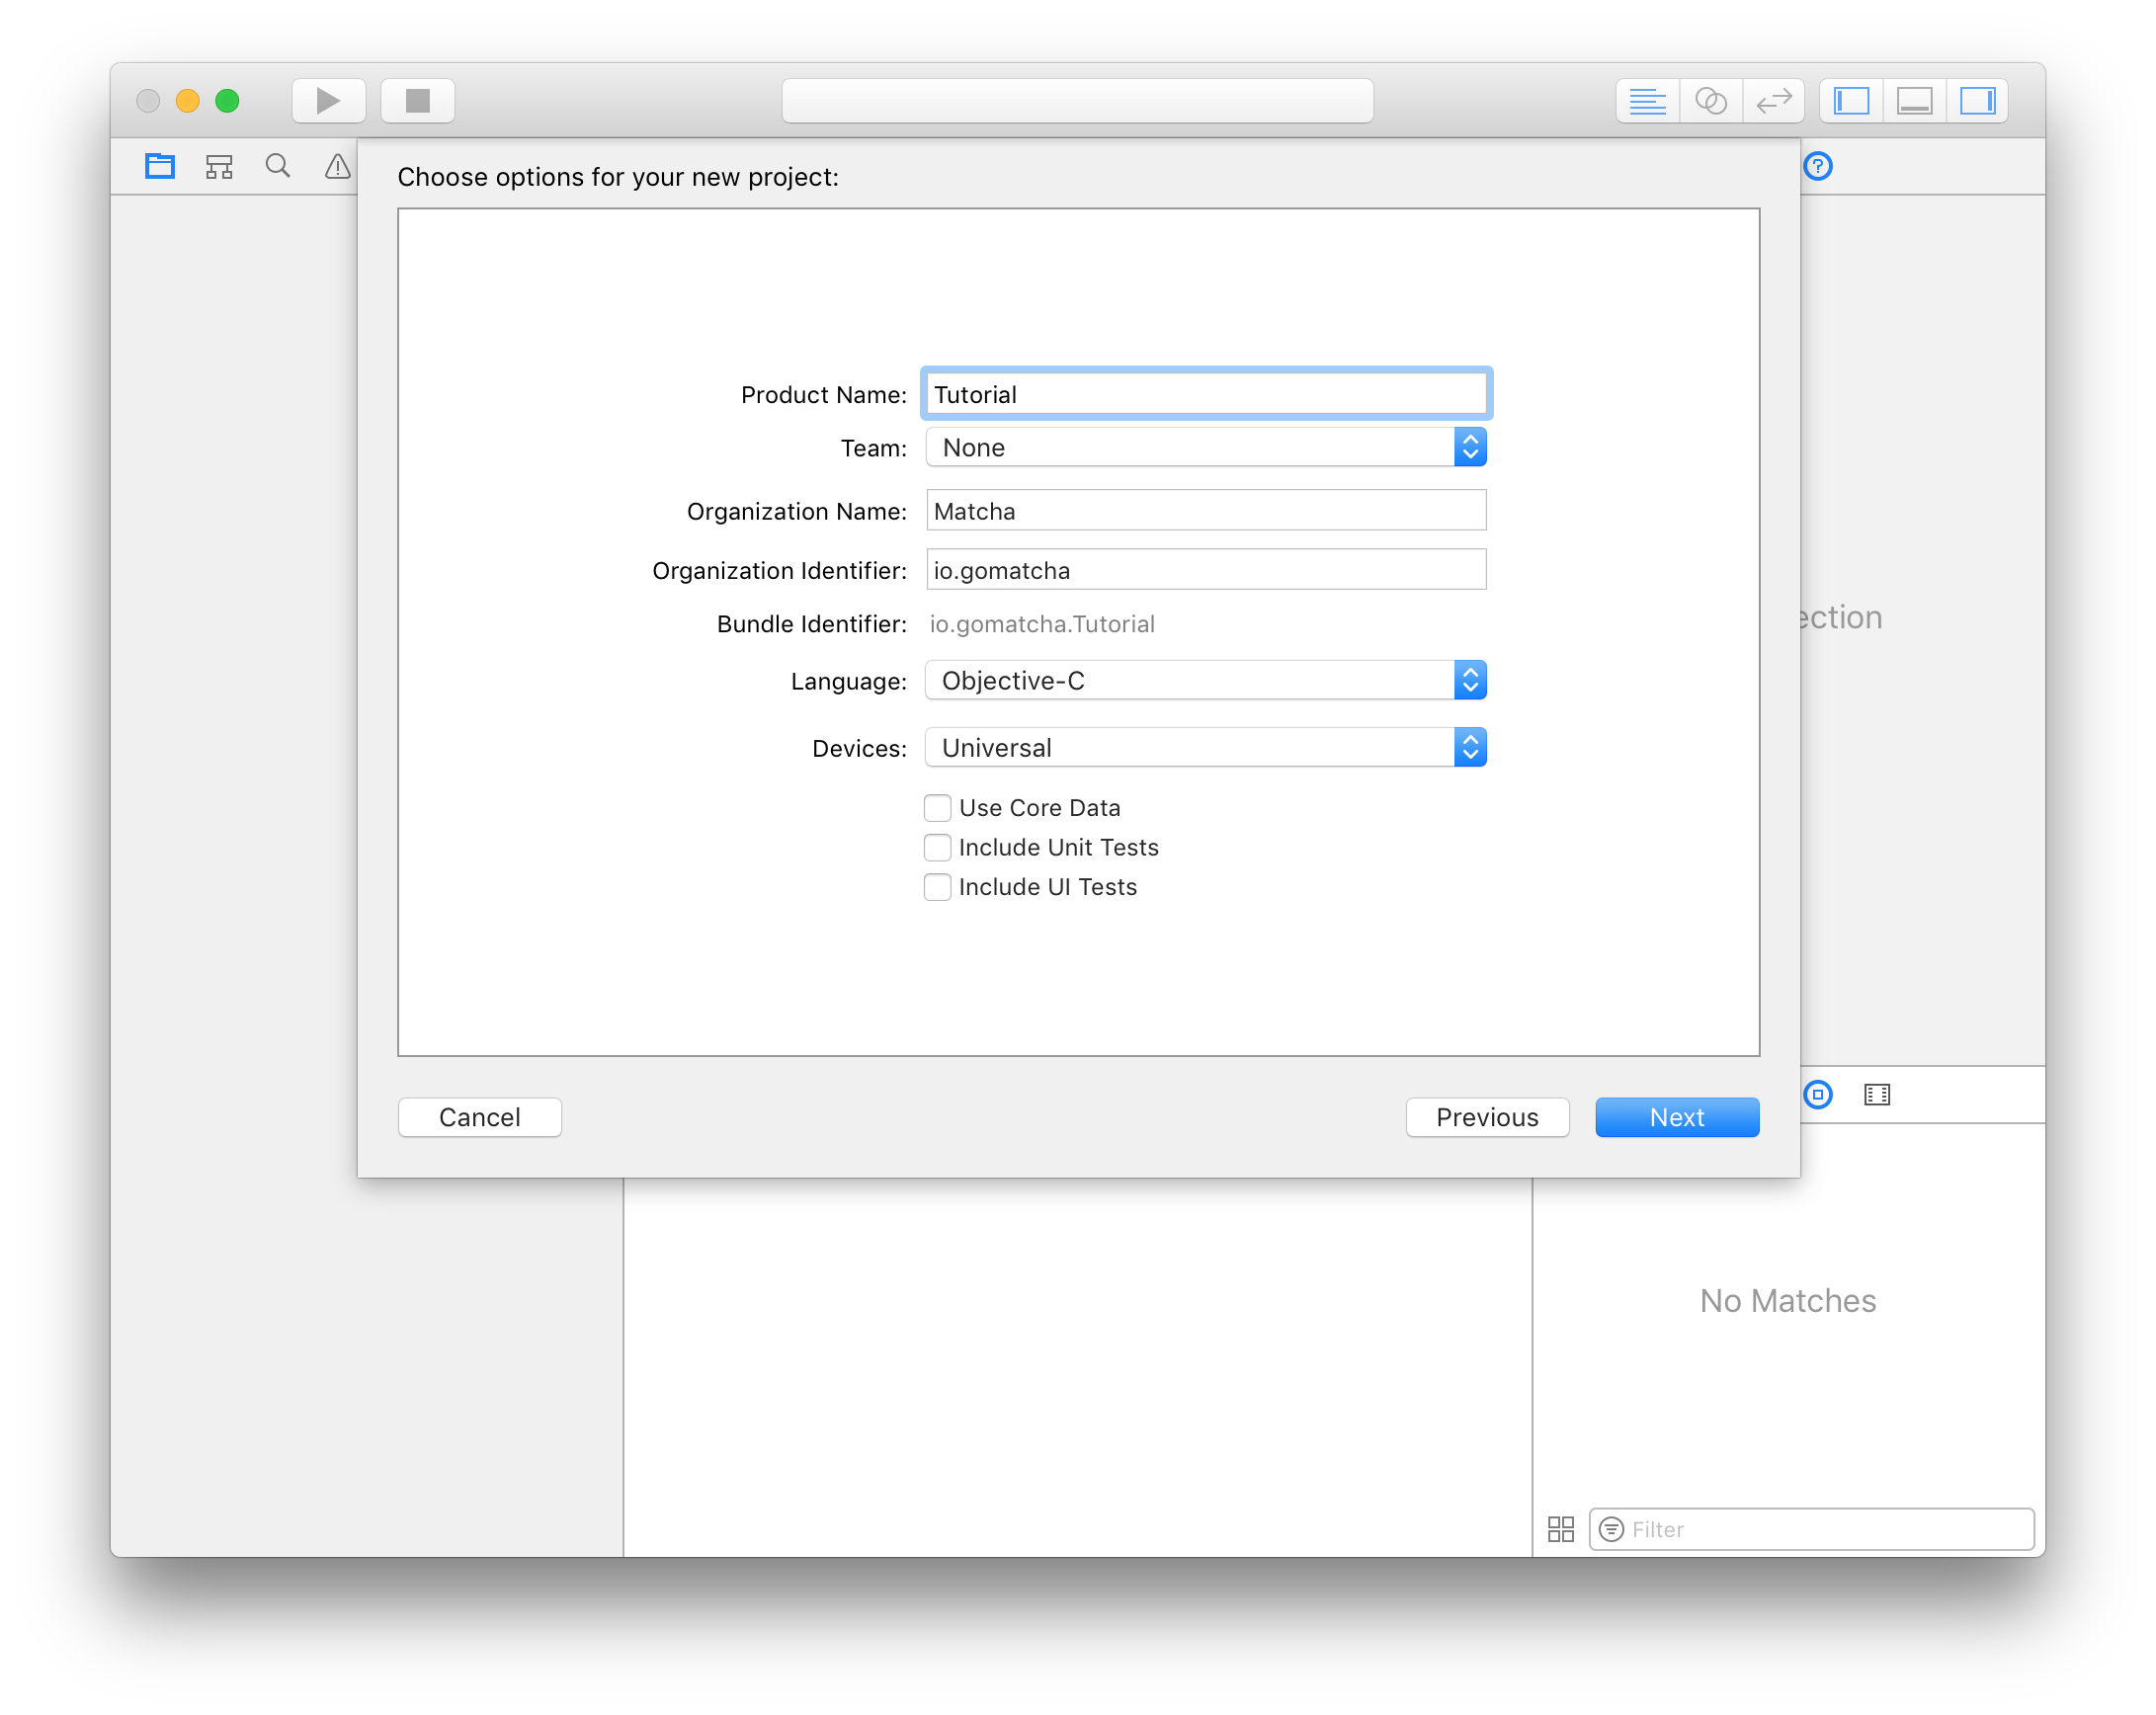 Choose options for your new project:
Product Name: Tutorial
Team: None
Organization Name: Matcha
Organization Identifier: io.gomatcha
Bundle Identifier: io.gomatcha.Tutorial
Language: Objective-C
Devices: Universal
Use Core Data
Include Unit Tests
Include UI Tests
Cancel Previous Next
ection
No Matches
Filter